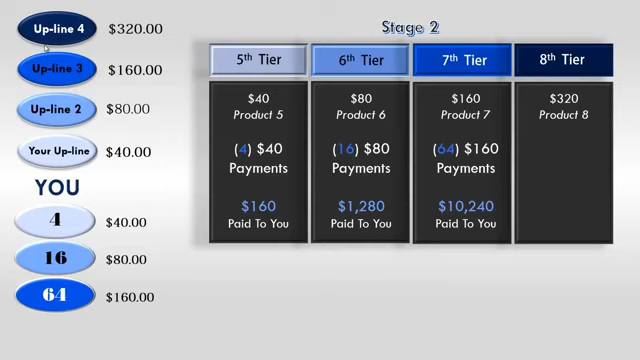 Stage 2
Up-line 4 $320.00
Up-line 3 $160.00
Up-line 2 $80.00
Your Up-line $40.00
YOU
4 $40.00
16 $80.00
64 $160.00
5th Tier
$40
Product 5
(4) $40
Payments
$160
Paid To You
6th Tier
$80
Product 6
(16) $80
Payments
$1,280
Paid To You
7th Tier
$160
Product 7
(64) $160
Payments
$10,240
Paid To You
8th Tier
$320
Product 8